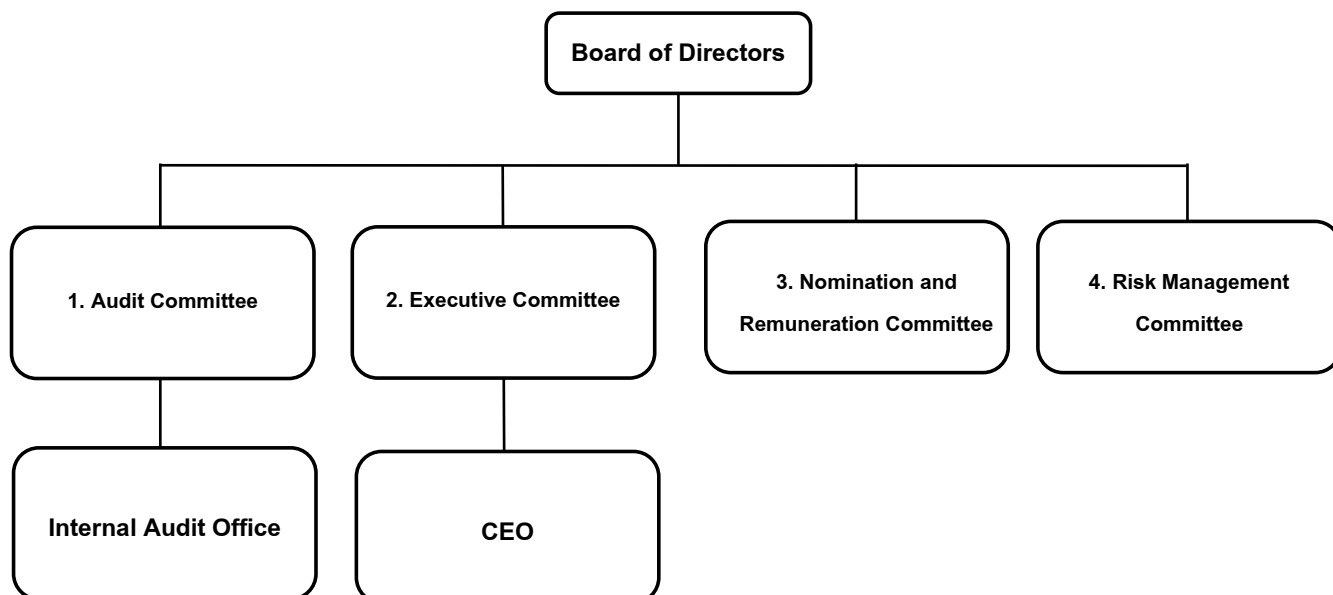 Board of Directors
1. Audit Committee
2. Executive Committee
3. Nomination and
Remuneration Committee
4. Risk Management
Committee
Internal Audit Office
CEO